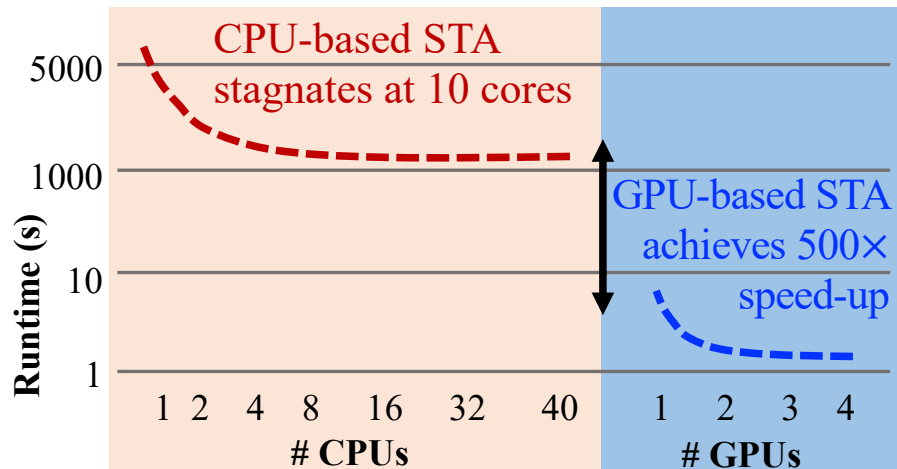 CPU-based STA
stagnates at 10 cores
5000
1000
10
1
Runtime (s)
GPU-based STA
achieves 500×
speed-up
1 2 4 8 16 32 40
# CPUs
1 2 3 4
# GPUs